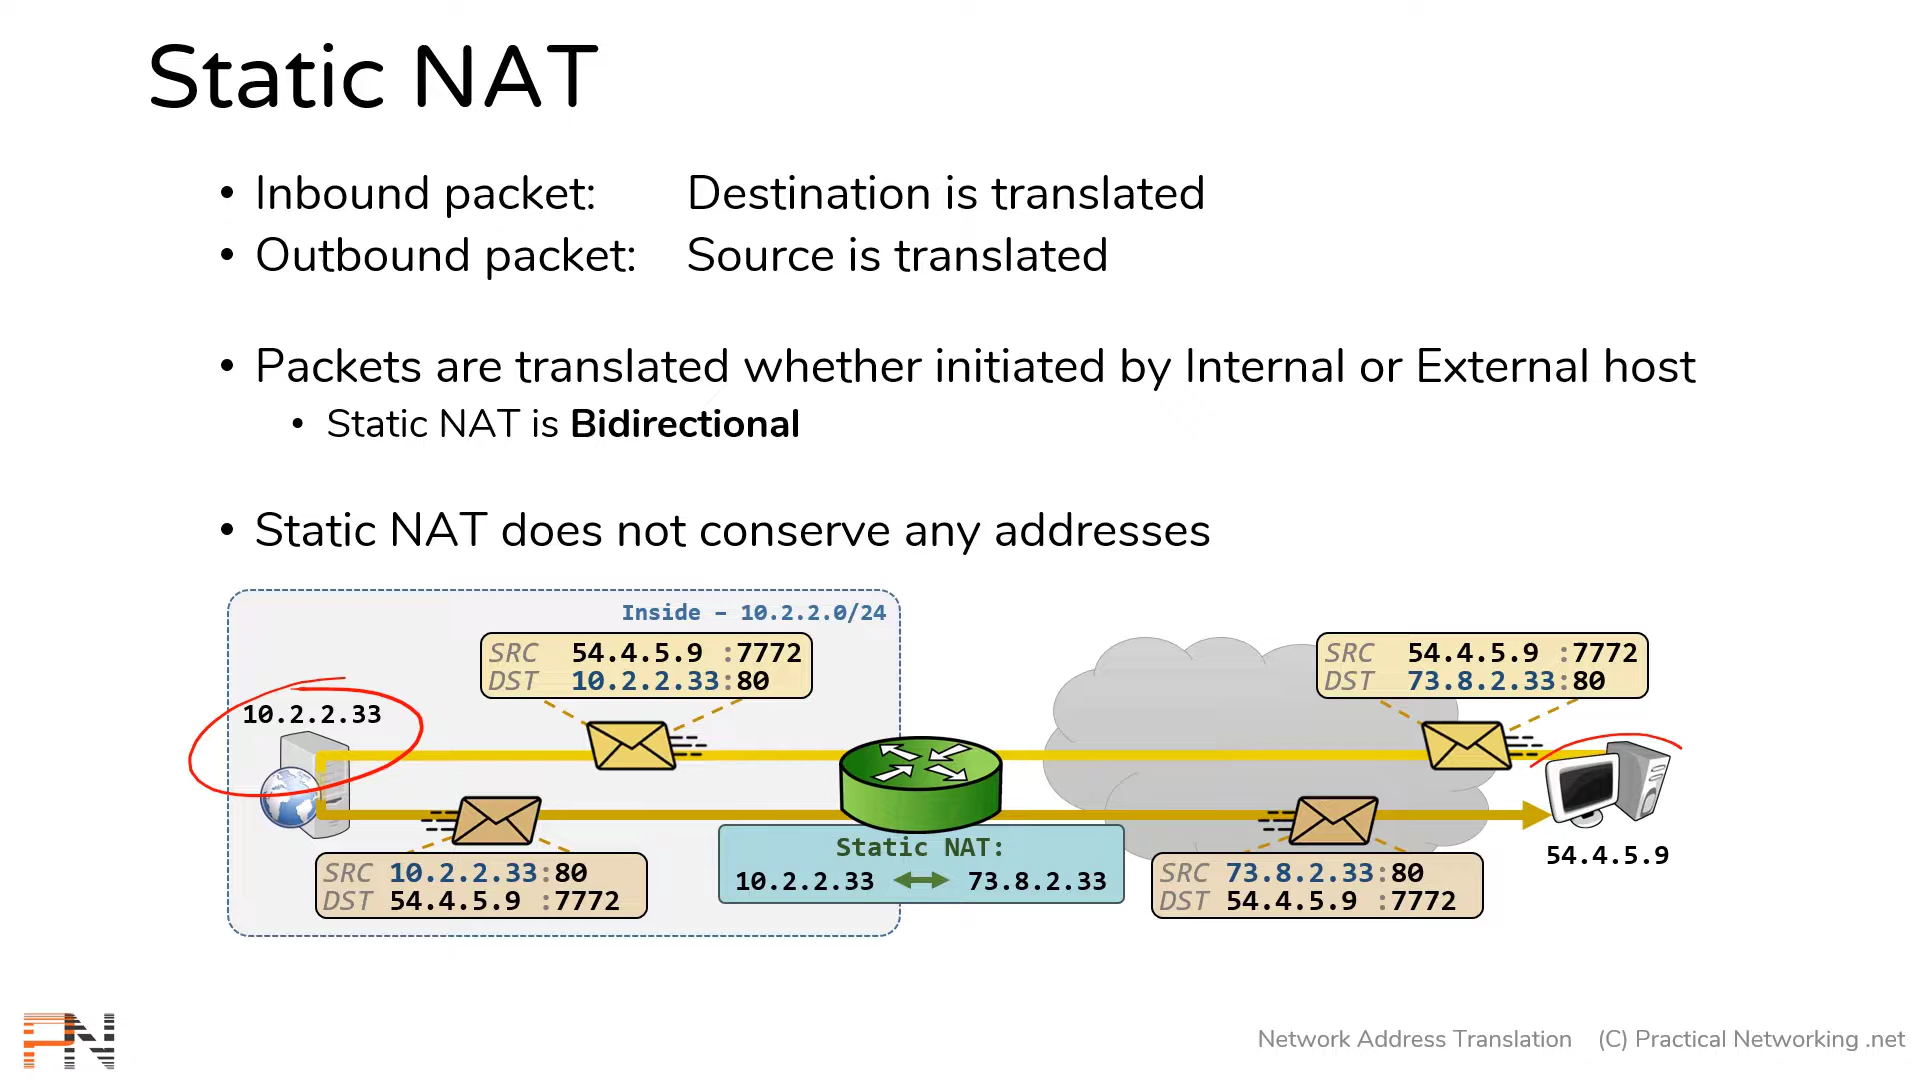 Static NAT
• Inbound packet: Destination is translated
• Outbound packet: Source is translated
• Packets are translated whether initiated by Internal or External host
• Static NAT is Bidirectional
• Static NAT does not conserve any addresses
Inside – 10.2.2.0/24
SRC 54.4.5.9 :7772
DST 10.2.2.33:80
SRC 54.4.5.9 :7772
DST 73.8.2.33:80
10.2.2.33
54.4.5.9
Static NAT:
10.2.2.33 ↔ 73.8.2.33
SRC 10.2.2.33:80
DST 54.4.5.9 :7772
SRC 73.8.2.33:80
DST 54.4.5.9 :7772
PN
Network Address Translation (C) Practical Networking .net